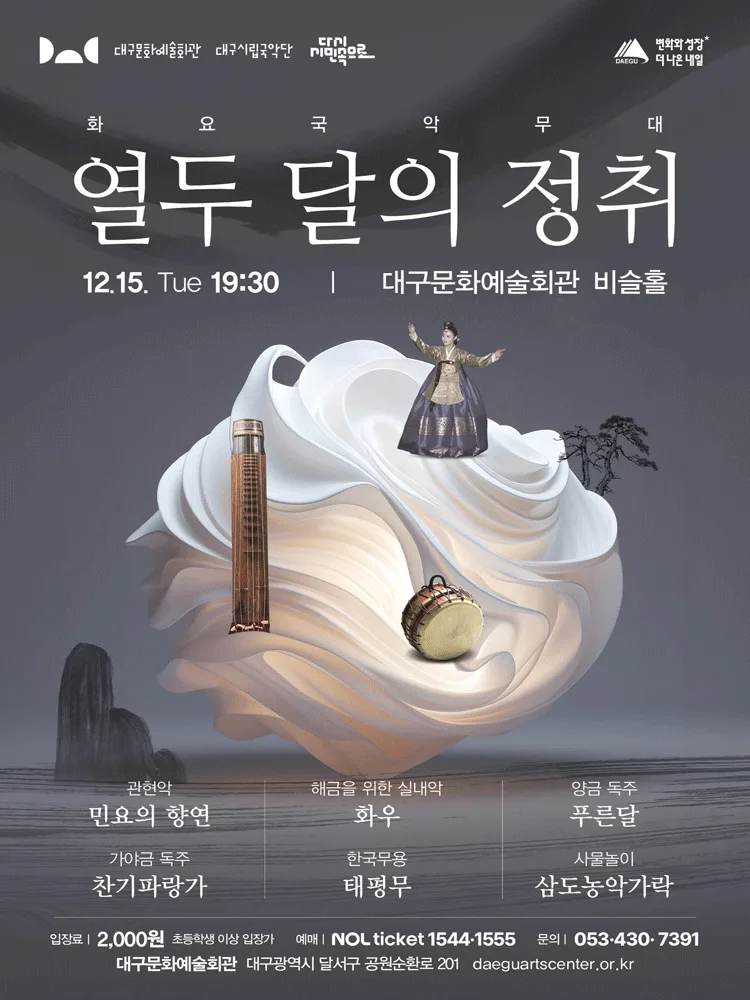 대구문화예술회관 대구시립국악단 다시 시민속으로
DAEGU 변화와 성장* 더 나은 내일
화요국악무대
열두 달의 정취
12.15. Tue 19:30 | 대구문화예술회관 비슬홀
관현악 해금을 위한 실내악 양금 독주
민요의 향연 화우 푸른달
가야금 독주 한국무용 사물놀이
찬기파랑가 태평무 삼도농악가락
입장료 | 2,000원 초등학생 이상 입장가 예매 | NOL ticket 1544·1555 문의 | 053·430·7391
대구문화예술회관 대구광역시 달서구 공원순환로 201 daeguartscenter.or.kr